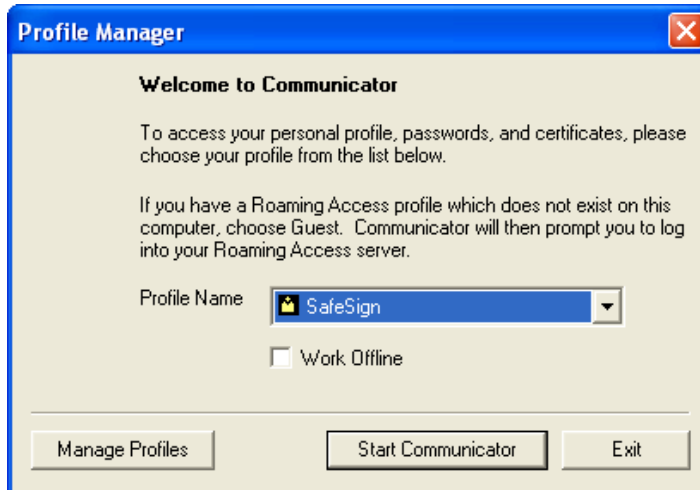 Profile Manager
Welcome to Communicator
To access your personal profile, passwords, and certificates, please
choose your profile from the list below.
If you have a Roaming Access profile which does not exist on this
computer, choose Guest.  Communicator will then prompt you to log
into your Roaming Access server.
Profile Name SafeSign
Work Offline
Manage Profiles Start Communicator Exit